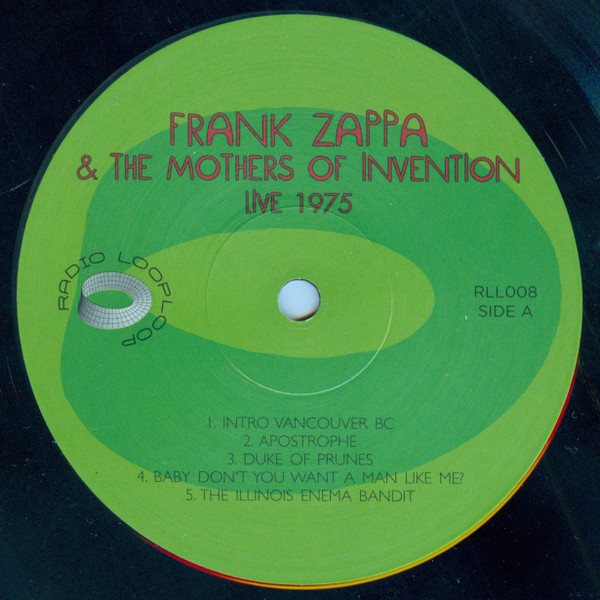 FRANK ZAPPA
& THE MOTHERS OF INVENTION
LIVE 1975
RADIO LOOPLOOP
RLL008
SIDE A
1. INTRO VANCOUVER BC
2. APOSTROPHE
3. DUKE OF PRUNES
4. BABY DON'T YOU WANT A MAN LIKE ME?
5. THE ILLINOIS ENEMA BANDIT